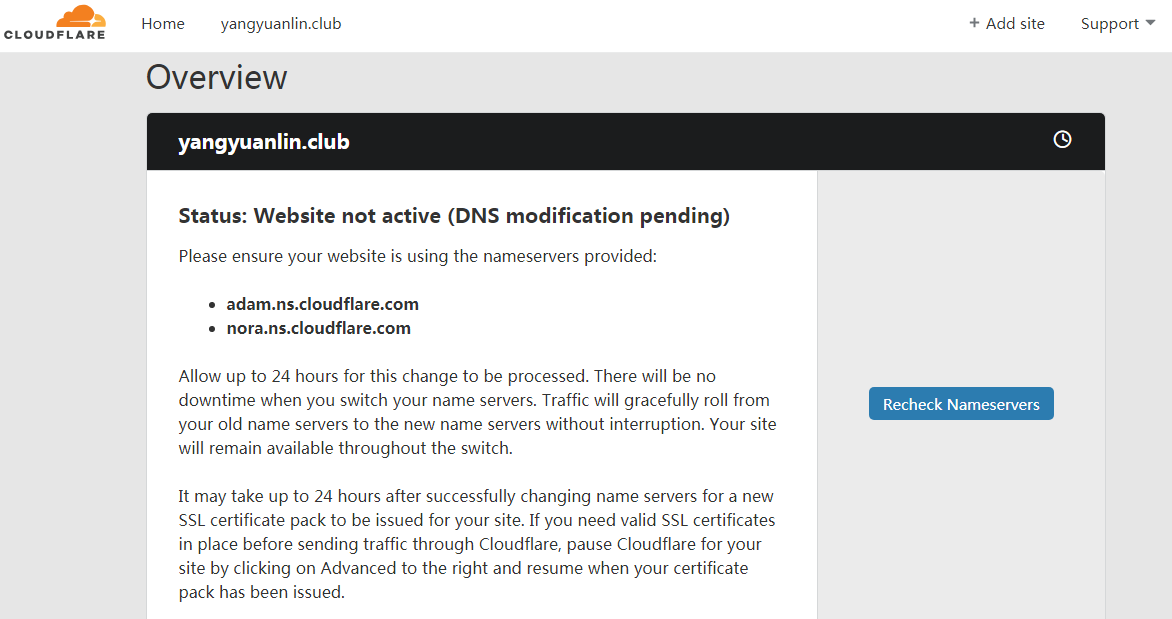 CLOUDFLARE
Home
yangyuanlin.club
+ Add site
Support
Overview
yangyuanlin.club
Status: Website not active (DNS modification pending)
Please ensure your website is using the nameservers provided:
• adam.ns.cloudflare.com
• nora.ns.cloudflare.com
Allow up to 24 hours for this change to be processed. There will be no
downtime when you switch your name servers. Traffic will gracefully roll from
your old name servers to the new name servers without interruption. Your site
will remain available throughout the switch.
Recheck Nameservers
It may take up to 24 hours after successfully changing name servers for a new
SSL certificate pack to be issued for your site. If you need valid SSL certificates
in place before sending traffic through Cloudflare, pause Cloudflare for your
site by clicking on Advanced to the right and resume when your certificate
pack has been issued.